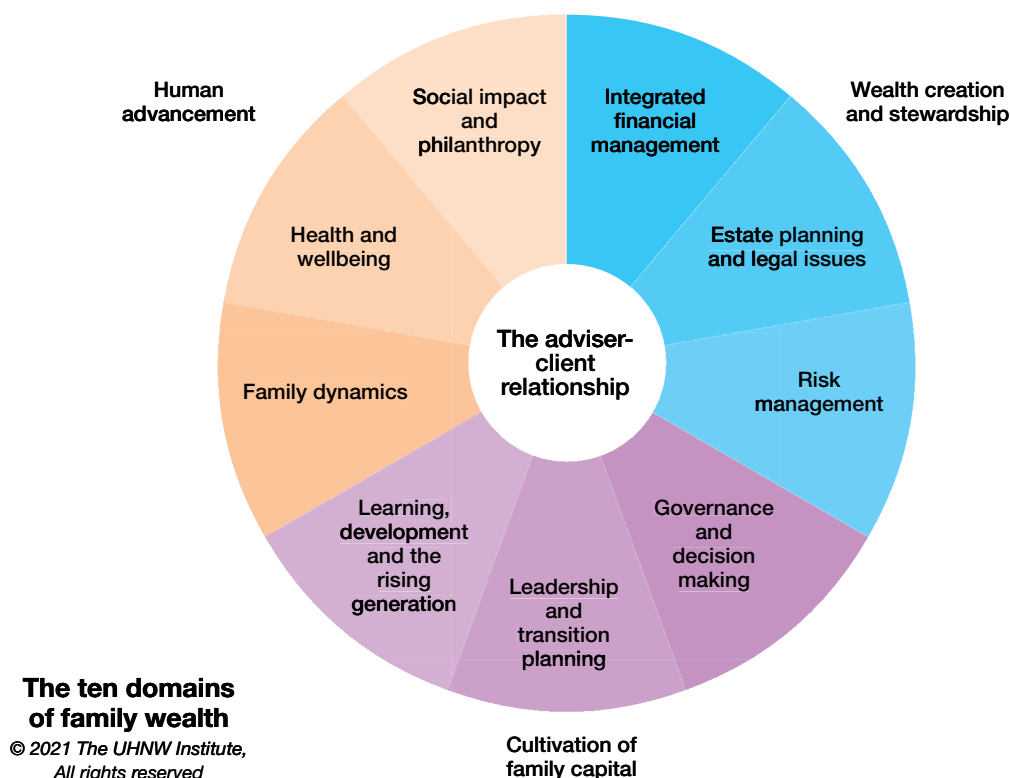 Human
advancement
Social impact
and
philanthropy
Integrated
financial
management
Wealth creation
and stewardship
Health and
wellbeing
Estate planning
and legal issues
The adviser-
client
relationship
Family dynamics
Risk
management
Learning,
development
and the
rising
generation
Leadership
and
transition
planning
Governance
and
decision
making
The ten domains
of family wealth
© 2021 The UHNW Institute,
All rights reserved
Cultivation of
family capital